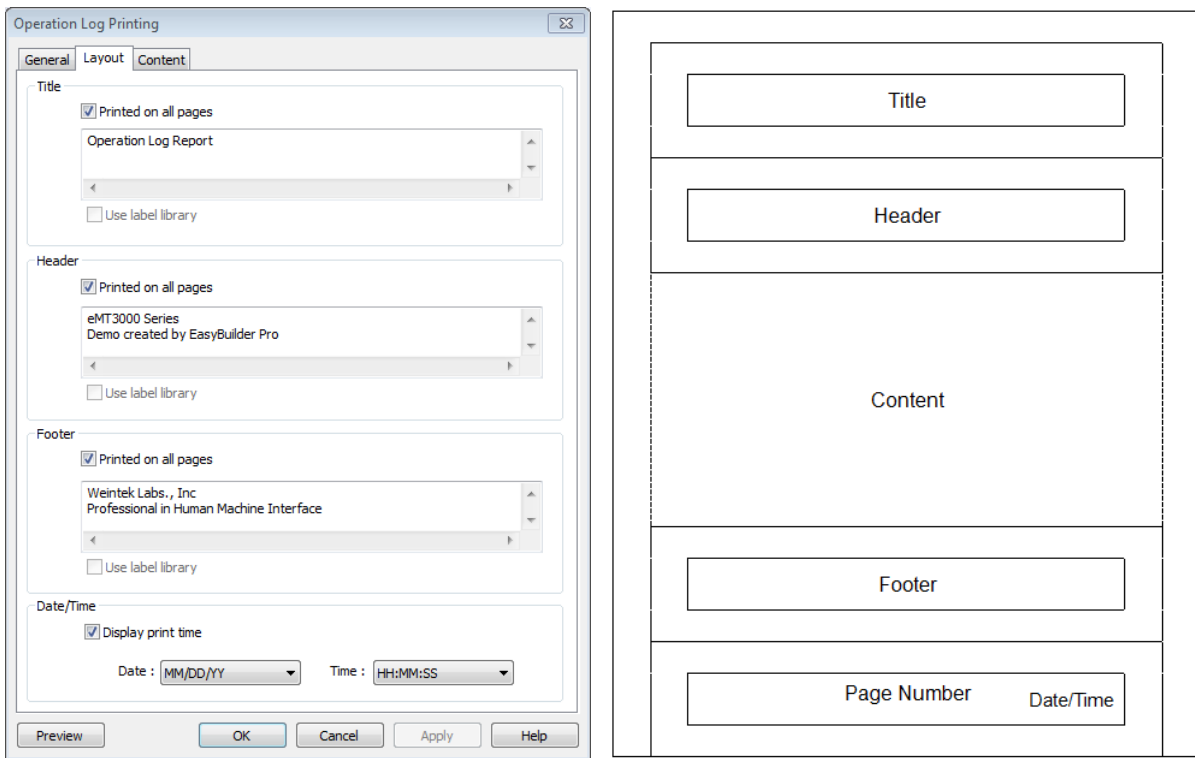 Operation Log Printing
General Layout Content
Title
Printed on all pages
Operation Log Report
Use label library
Header
Printed on all pages
eMT3000 Series
Demo created by EasyBuilder Pro
Use label library
Footer
Printed on all pages
Weintek Labs., Inc
Professional in Human Machine Interface
Use label library
Date/Time
Display print time
Date : MM/DD/YY Time : HH:MM:SS
Preview OK Cancel Apply Help
Title
Header
Content
Footer
Page Number Date/Time